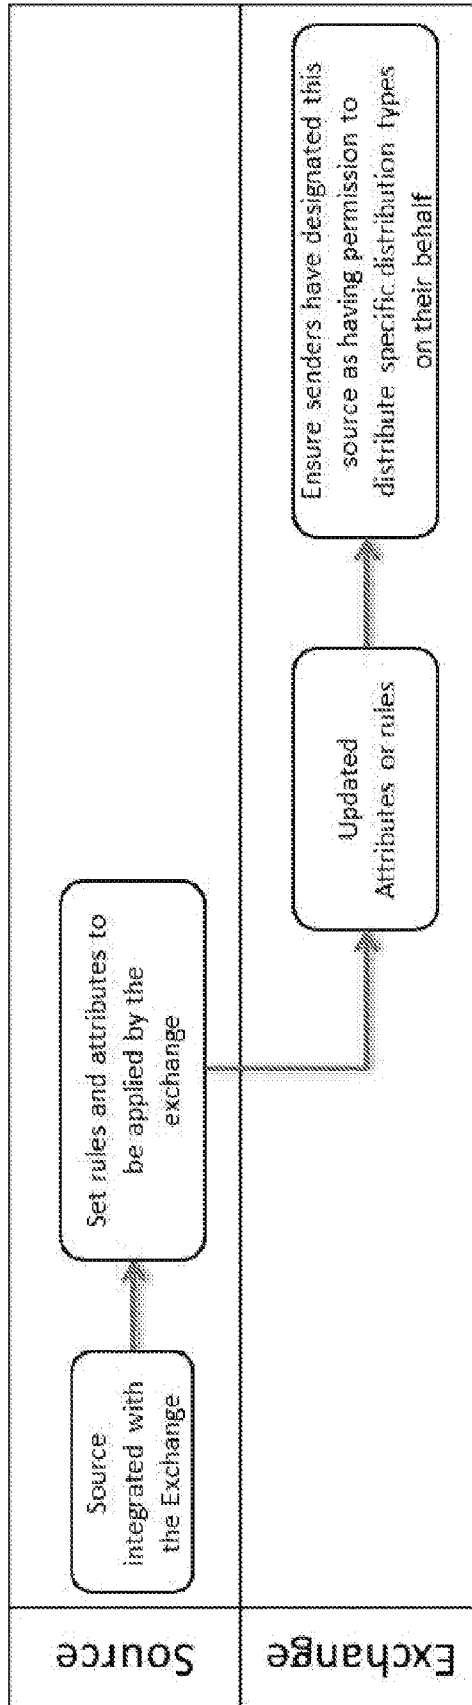 Source
Source
integrated with
the Exchange
Set rules and attributes to
be applied by the
exchange
Exchange
Updated
Attributes or rules
Ensure senders have designated this
source as having permission to
distribute specific distribution types
on their behalf